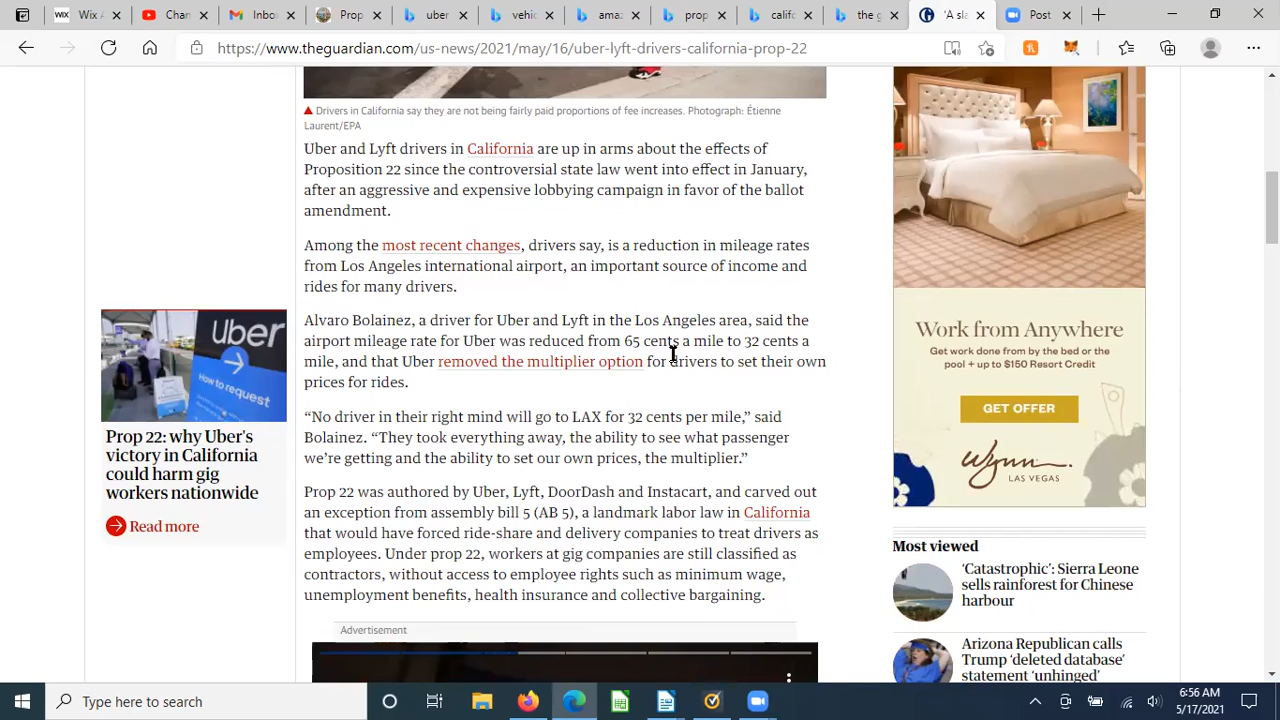 WIX
Mem
Char
Inbo
Ube
lyft -
vehic
amaz
prop
calif
the g
'A sl
Post
https://www.theguardian.com/us-news/2021/may/16/uber-lyft-drivers-california-prop-22
Drivers in California say they are not being fairly paid proportions of fee increases. Photograph: Étienne
Laurent/EPA
Uber and Lyft drivers in California are up in arms about the effects of
Proposition 22 since the controversial state law went into effect in January,
after an aggressive and expensive lobbying campaign in favor of the ballot
amendment.
Among the most recent changes, drivers say, is a reduction in mileage rates
from Los Angeles international airport, an important source of income and
rides for many drivers.
Alvaro Bolainez, a driver for Uber and Lyft in the Los Angeles area, said the
airport mileage rate for Uber was reduced from 65 cents a mile to 32 cents a
mile, and that Uber removed the multiplier option for drivers to set their own
prices for rides.
“No driver in their right mind will go to LAX for 32 cents per mile,” said
Bolainez. “They took everything away, the ability to see what passenger
we’re getting and the ability to set our own prices, the multiplier.”
Prop 22 was authored by Uber, Lyft, DoorDash and Instacart, and carved out
an exception from assembly bill 5 (AB 5), a landmark labor law in California
that would have forced ride-share and delivery companies to treat drivers as
employees. Under prop 22, workers at gig companies are still classified as
contractors, without access to employee rights such as minimum wage,
unemployment benefits, health insurance and collective bargaining.
Advertisement
Uber
How to
request
Prop 22: why Uber's
victory in California
could harm gig
workers nationwide
Read more
Work from Anywhere
Get work done from by the bed or the
pool + up to $150 Resort Credit
GET OFFER
Wynn
LAS VEGAS
Most viewed
‘Catastrophic’: Sierra Leone
sells rainforest for Chinese
harbour
Arizona Republican calls
Trump ‘deleted database’
statement ‘unhinged’
Type here to search
6:56 AM
5/17/2021